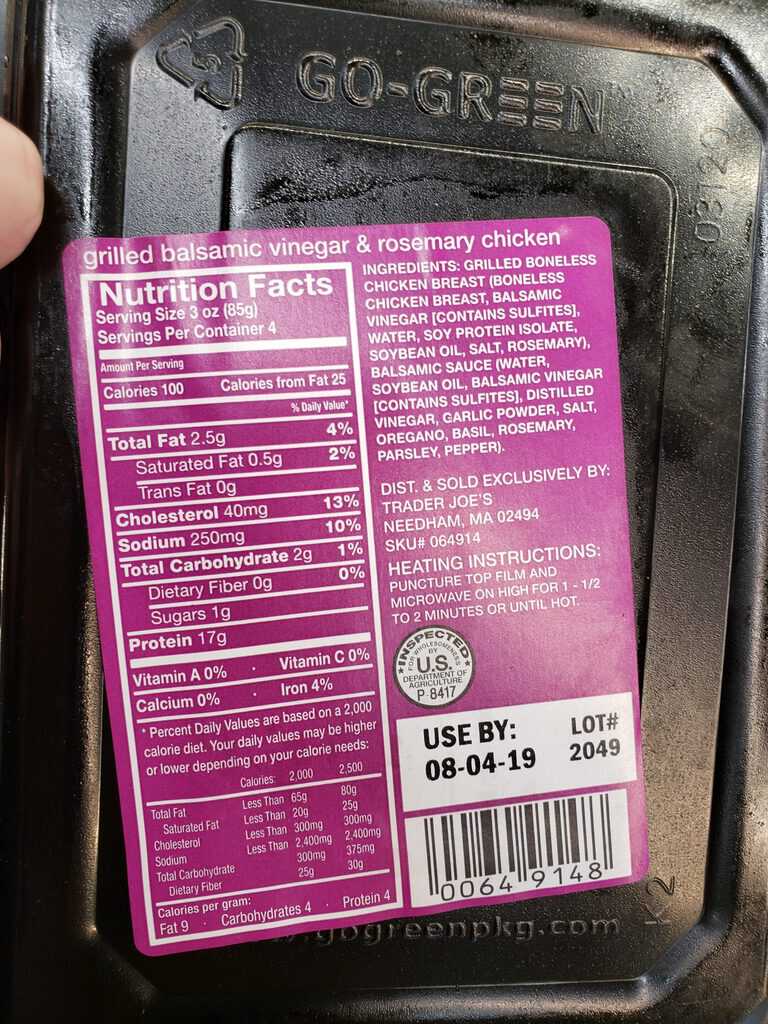 GO-GREEN
03120
grilled balsamic vinegar & rosemary chicken
Nutrition Facts
Serving Size 3 oz (85g)
Servings Per Container 4
Amount Per Serving
Calories 100 Calories from Fat 25
% Daily Value*
Total Fat 2.5g 4%
Saturated Fat 0.5g 2%
Trans Fat 0g
Cholesterol 40mg 13%
Sodium 250mg 10%
Total Carbohydrate 2g 1%
Dietary Fiber 0g 0%
Sugars 1g
Protein 17g
Vitamin A 0% · Vitamin C 0%
Calcium 0% · Iron 4%
* Percent Daily Values are based on a 2,000
calorie diet. Your daily values may be higher
or lower depending on your calorie needs:
Calories: 2,000 2,500
Total Fat Less Than 65g 80g
Saturated Fat Less Than 20g 25g
Cholesterol Less Than 300mg 300mg
Sodium Less Than 2,400mg 2,400mg
Total Carbohydrate 300mg 375mg
Dietary Fiber 25g 30g
Calories per gram:
Fat 9 · Carbohydrates 4 · Protein 4
INGREDIENTS: GRILLED BONELESS
CHICKEN BREAST (BONELESS
CHICKEN BREAST, BALSAMIC
VINEGAR [CONTAINS SULFITES],
WATER, SOY PROTEIN ISOLATE,
SOYBEAN OIL, SALT, ROSEMARY),
BALSAMIC SAUCE (WATER,
SOYBEAN OIL, BALSAMIC VINEGAR
[CONTAINS SULFITES], DISTILLED
VINEGAR, GARLIC POWDER, SALT,
OREGANO, BASIL, ROSEMARY,
PARSLEY, PEPPER).
DIST. & SOLD EXCLUSIVELY BY:
TRADER JOE'S
NEEDHAM, MA 02494
SKU# 064914
HEATING INSTRUCTIONS:
PUNCTURE TOP FILM AND
MICROWAVE ON HIGH FOR 1 - 1/2
TO 2 MINUTES OR UNTIL HOT.
INSPECTED
FOR WHOLESOMENESS
BY
U.S.
DEPARTMENT OF
AGRICULTURE
P-8417
USE BY: LOT#
08-04-19 2049
0064 9148
.gogreenpkg.com
K2